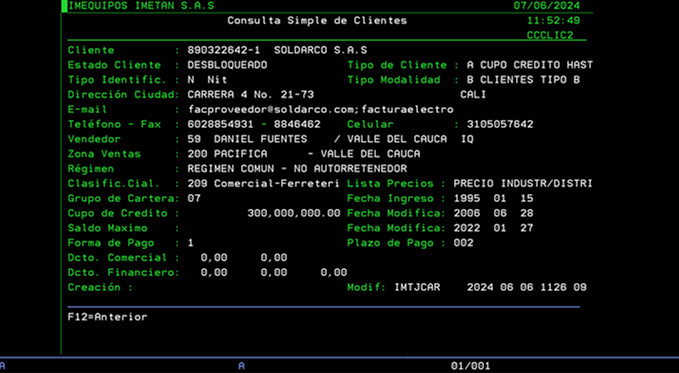 IMEQUIPOS IMETAN S.A.S 07/06/2024
Consulta Simple de Clientes 11:52:49
CCCLIC2
Cliente : 890322642-1 SOLDARCO S.A.S
Estado Cliente : DESBLOQUEADO Tipo de Cliente : A CUPO CREDITO HAST
Tipo Identific. : N Nit Tipo Modalidad : B CLIENTES TIPO B
Dirección Ciudad: CARRERA 4 No. 21-73 CALI
E-mail : facproveedor@soldarco.com;facturaelectro
Teléfono - Fax : 6028854931 - 8846462 Celular : 3105057642
Vendedor : 59 DANIEL FUENTES / VALLE DEL CAUCA IQ
Zona Ventas : 200 PACIFICA - VALLE DEL CAUCA
Régimen : REGIMEN COMUN - NO AUTORRETENEDOR
Clasific.Cial. : 209 Comercial-Ferreteri Lista Precios : PRECIO INDUSTR/DISTRI
Grupo de Cartera: 07 Fecha Ingreso : 1995 01 15
Cupo de Credito : 300,000,000.00 Fecha Modifica: 2006 06 28
Saldo Maximo : Fecha Modifica: 2022 01 27
Forma de Pago : 1 Plazo de Pago : 002
Dcto. Comercial : 0,00 0,00
Dcto. Financiero: 0,00 0,00 0,00
Creación : Modif: IMTJCAR 2024 06 06 1126 09
F12=Anterior
A A 01/001